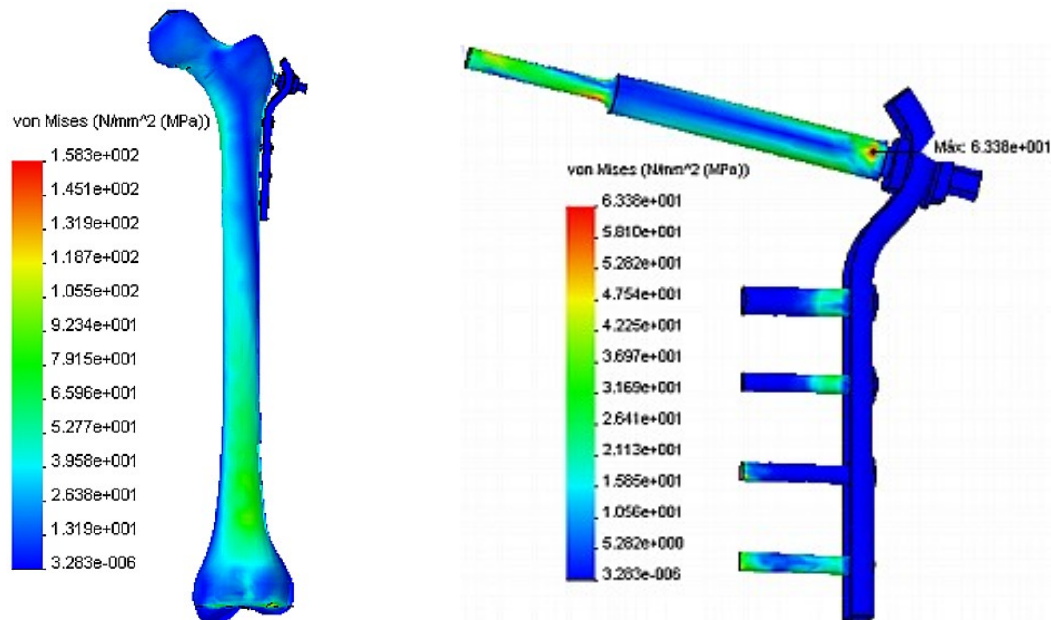 von Mises (N/mm^2 (MPa))
1.583e+002
1.451e+002
1.319e+002
1.187e+002
1.055e+002
9.234e+001
7.915e+001
6.596e+001
5.277e+001
3.958e+001
2.638e+001
1.319e+001
3.283e-006
Máx: 6.338e+001
von Mises (N/mm^2 (MPa))
6.338e+001
5.810e+001
5.282e+001
4.754e+001
4.225e+001
3.697e+001
3.169e+001
2.641e+001
2.113e+001
1.585e+001
1.056e+001
5.282e+000
3.283e-006